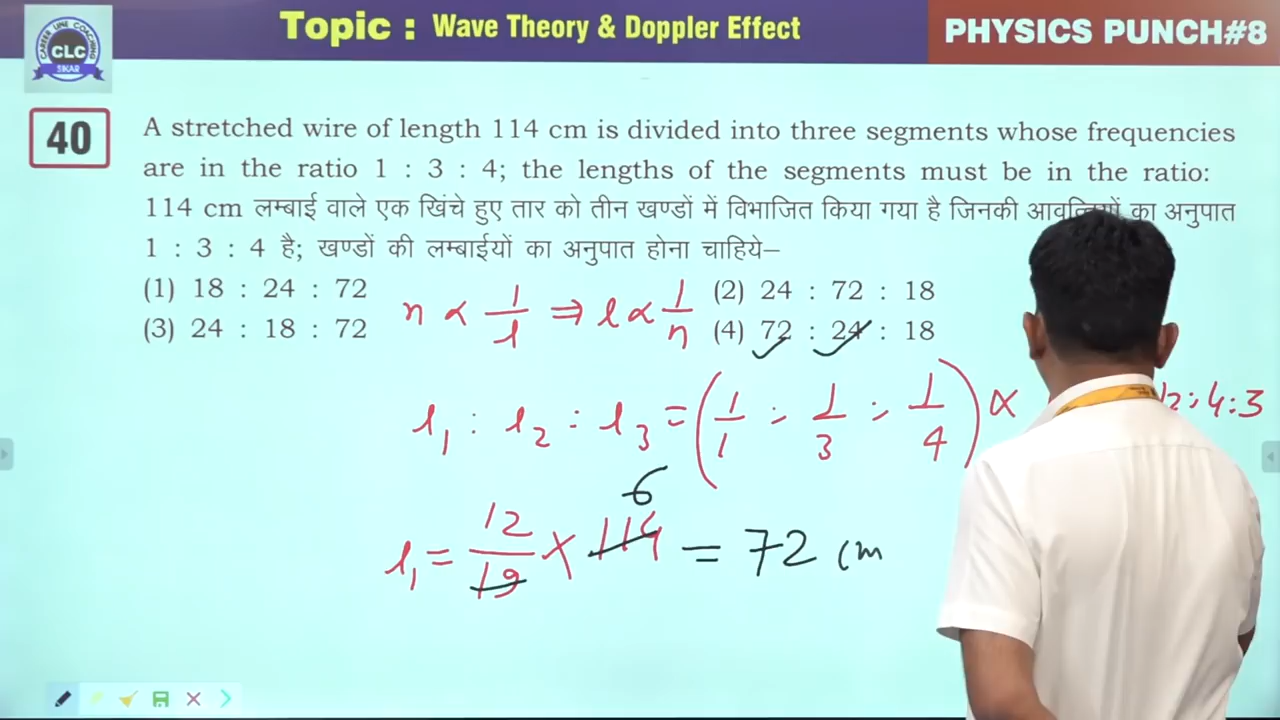 Topic : Wave Theory & Doppler Effect
PHYSICS PUNCH#8
CAREER LINE COACHING
CLC
SIKAR
40
A stretched wire of length 114 cm is divided into three segments whose frequencies
are in the ratio 1 : 3 : 4; the lengths of the segments must be in the ratio:
114 cm लम्बाई वाले एक खिंचे हुए तार को तीन खण्डों में विभाजित किया गया है जिनकी का अनुपात
1 : 3 : 4 है; खण्डों की लम्बाईयों का अनुपात होना चाहिये–
(1) 18 : 24 : 72
(2) 24 : 72 : 18
(3) 24 : 18 : 72
(4) 72 : 24 : 18
n ∝ 1/l ⇒ l ∝ 1/n
l₁ : l₂ : l₃ = (1/1 : 1/3 : 1/4) × 12:4:3
l₁ = 12/19 × 114 6 = 72 cm